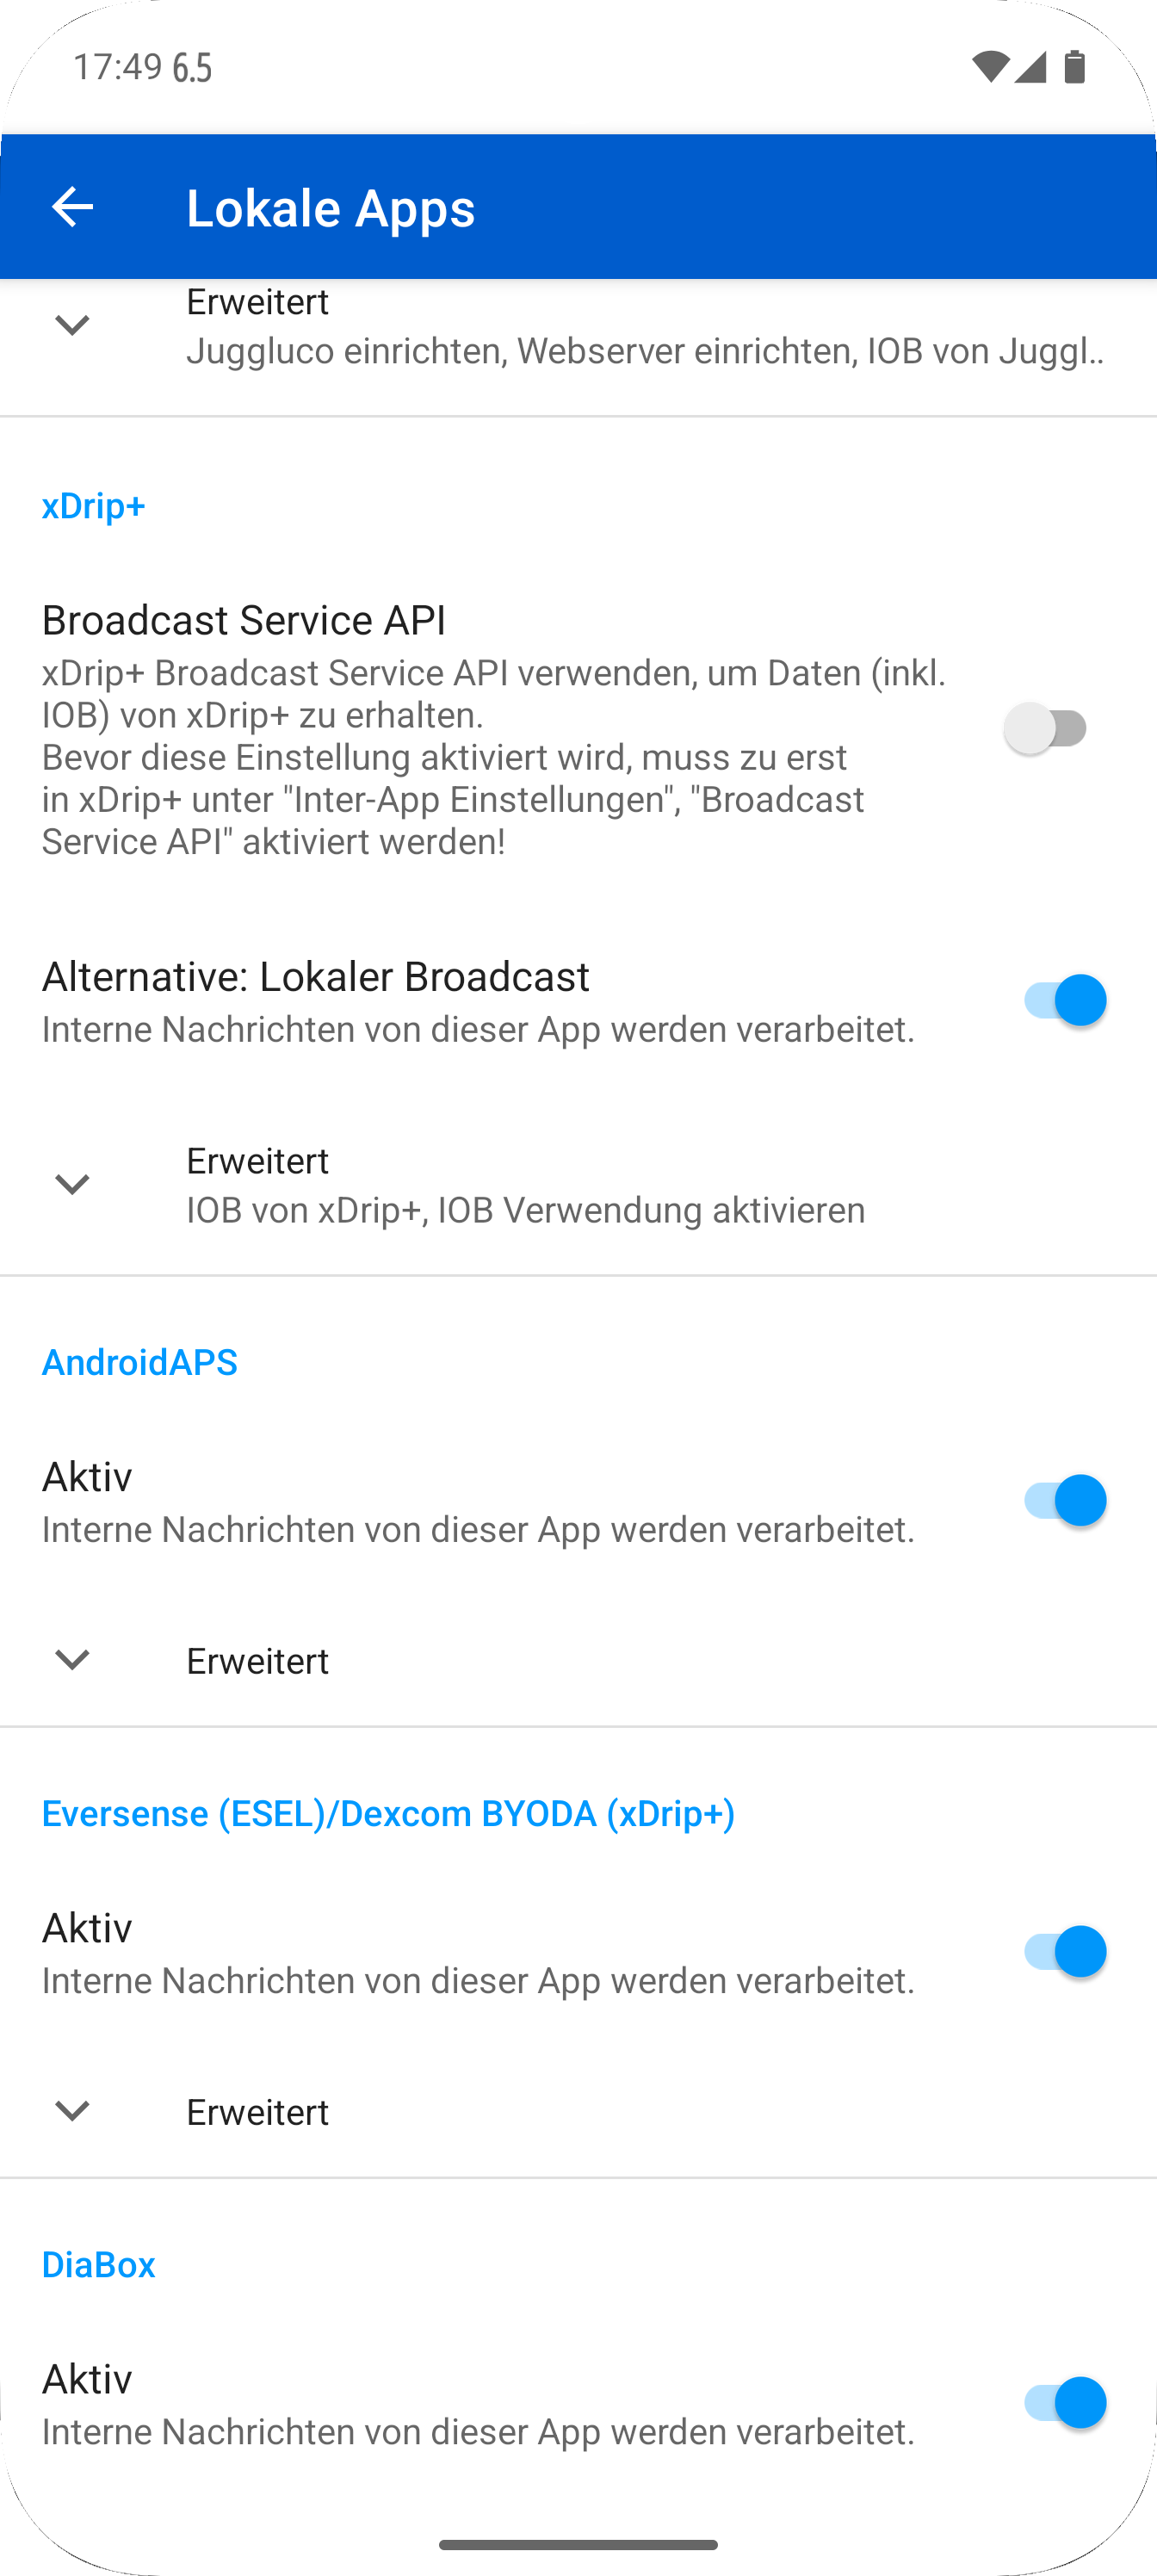 17:49 6.5
Lokale Apps
Erweitert
Juggluco einrichten, Webserver einrichten, IOB von Juggl..
xDrip+
Broadcast Service API
xDrip+ Broadcast Service API verwenden, um Daten (inkl.
IOB) von xDrip+ zu erhalten.
Bevor diese Einstellung aktiviert wird, muss zu erst
in xDrip+ unter "Inter-App Einstellungen", "Broadcast
Service API" aktiviert werden!
Alternative: Lokaler Broadcast
Interne Nachrichten von dieser App werden verarbeitet.
Erweitert
IOB von xDrip+, IOB Verwendung aktivieren
AndroidAPS
Aktiv
Interne Nachrichten von dieser App werden verarbeitet.
Erweitert
Eversense (ESEL)/Dexcom BYODA (xDrip+)
Aktiv
Interne Nachrichten von dieser App werden verarbeitet.
Erweitert
DiaBox
Aktiv
Interne Nachrichten von dieser App werden verarbeitet.